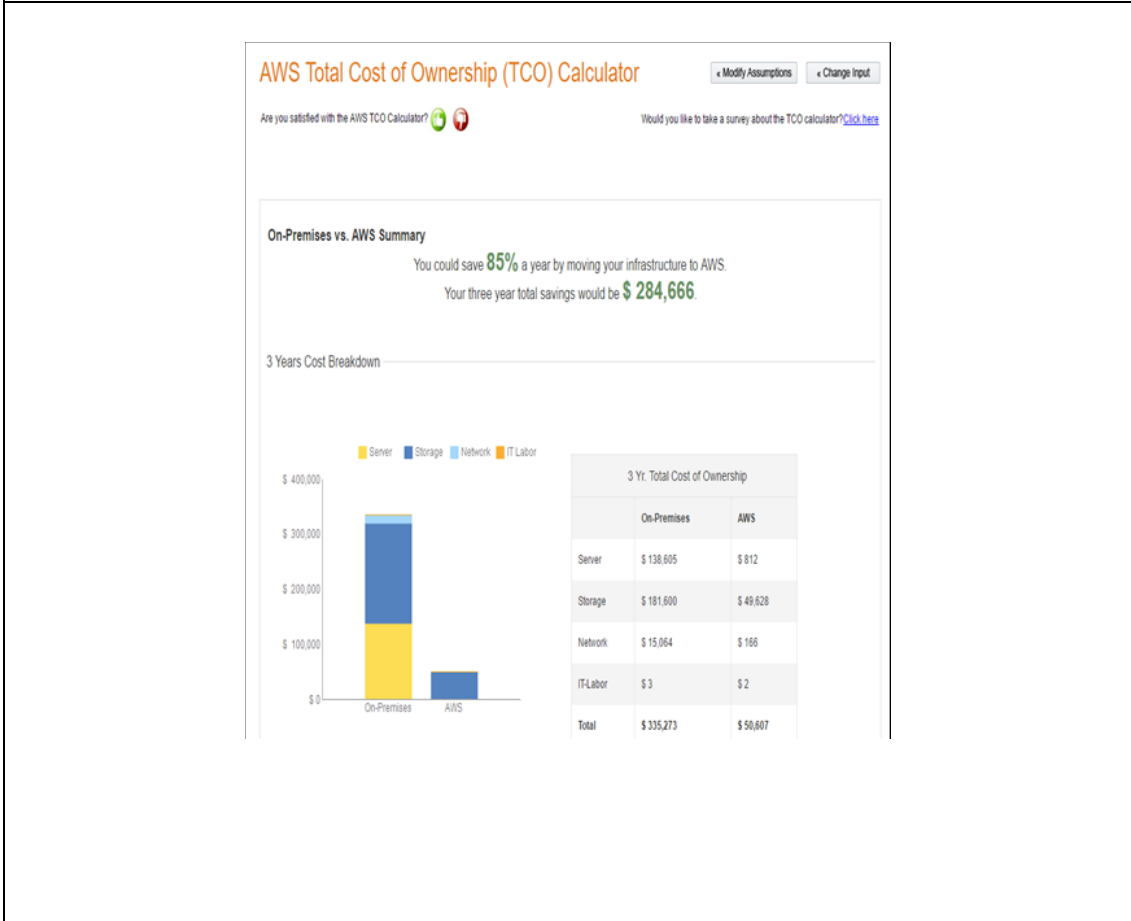 AWS Total Cost of Ownership (TCO) Calculator
« Modify Assumptions
« Change Input
Are you satisfied with the AWS TCO Calculator?
Would you like to take a survey about the TCO calculator?Click here
On-Premises vs. AWS Summary
You could save 85% a year by moving your infrastructure to AWS.
Your three year total savings would be $ 284,666.
3 Years Cost Breakdown
Server Storage Network IT Labor
$ 400,000
$ 300,000
$ 200,000
$ 100,000
$ 0
On-Premises AWS
3 Yr. Total Cost of Ownership
On-Premises AWS
Server $ 138,605 $ 812
Storage $ 181,600 $ 49,628
Network $ 15,064 $ 166
IT-Labor $ 3 $ 2
Total $ 335,273 $ 50,607